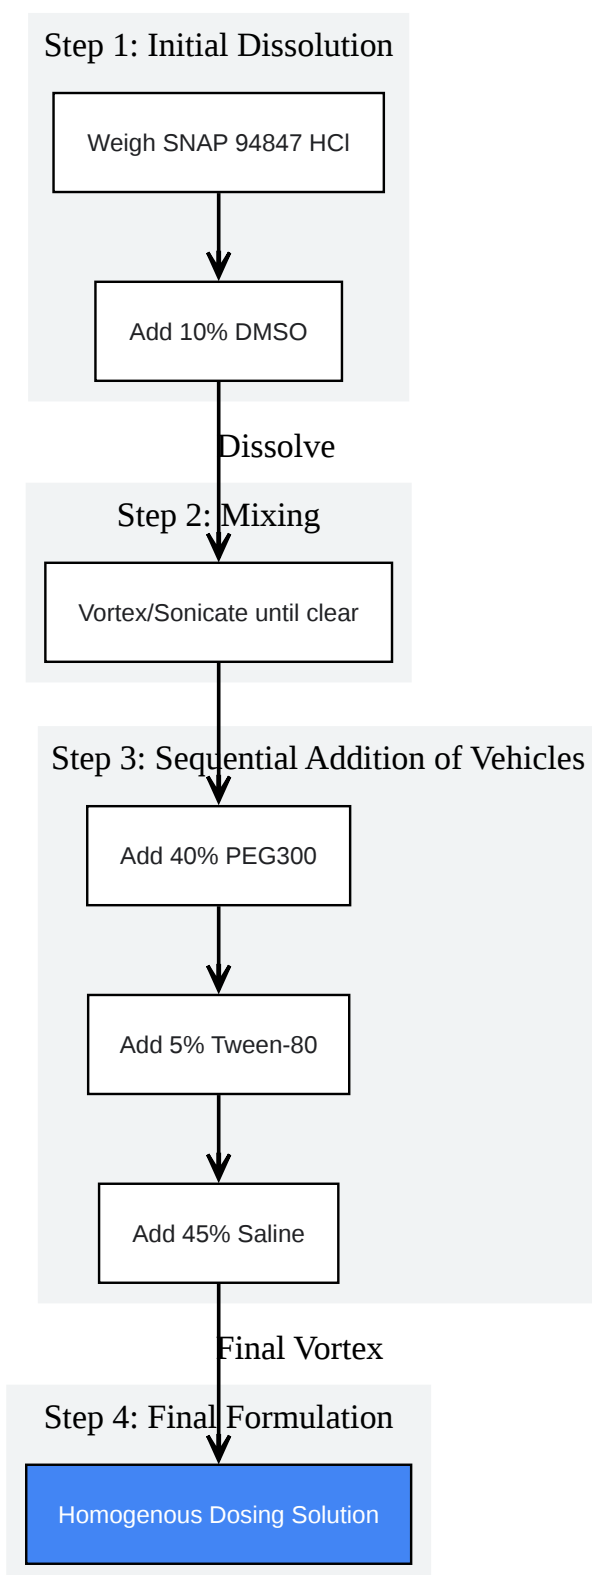 Step 1: Initial Dissolution
Weigh SNAP 94847 HCl
Add 10% DMSO
Dissolve
Step 2: Mixing
Vortex/Sonicate until clear
Step 3: Sequential Addition of Vehicles
Add 40% PEG300
Add 5% Tween-80
Add 45% Saline
Final Vortex
Step 4: Final Formulation
Homogenous Dosing Solution